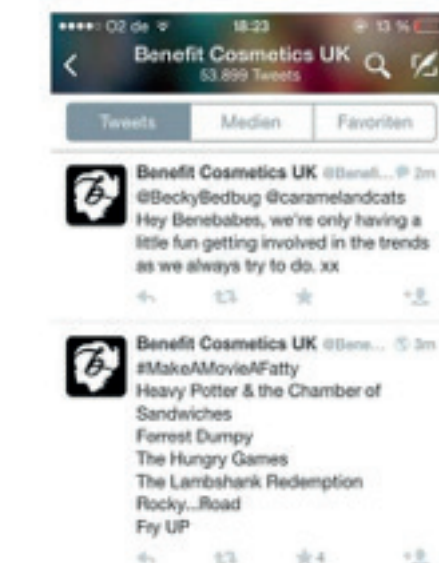 O2 de 18:23 13 %
Benefit Cosmetics UK
53.899 Tweets
Tweets Medien Favoriten
Benefit Cosmetics UK @Benefi... 2m
@BeckyBedbug @caramelandcats
Hey Benebabes, we're only having a
little fun getting involved in the trends
as we always try to do. xx
Benefit Cosmetics UK @Bene... 3m
#MakeAMovieAFatty
Heavy Potter & the Chamber of
Sandwiches
Forrest Dumpy
The Hungry Games
The Lambshank Redemption
Rocky...Road
Fry UP
4